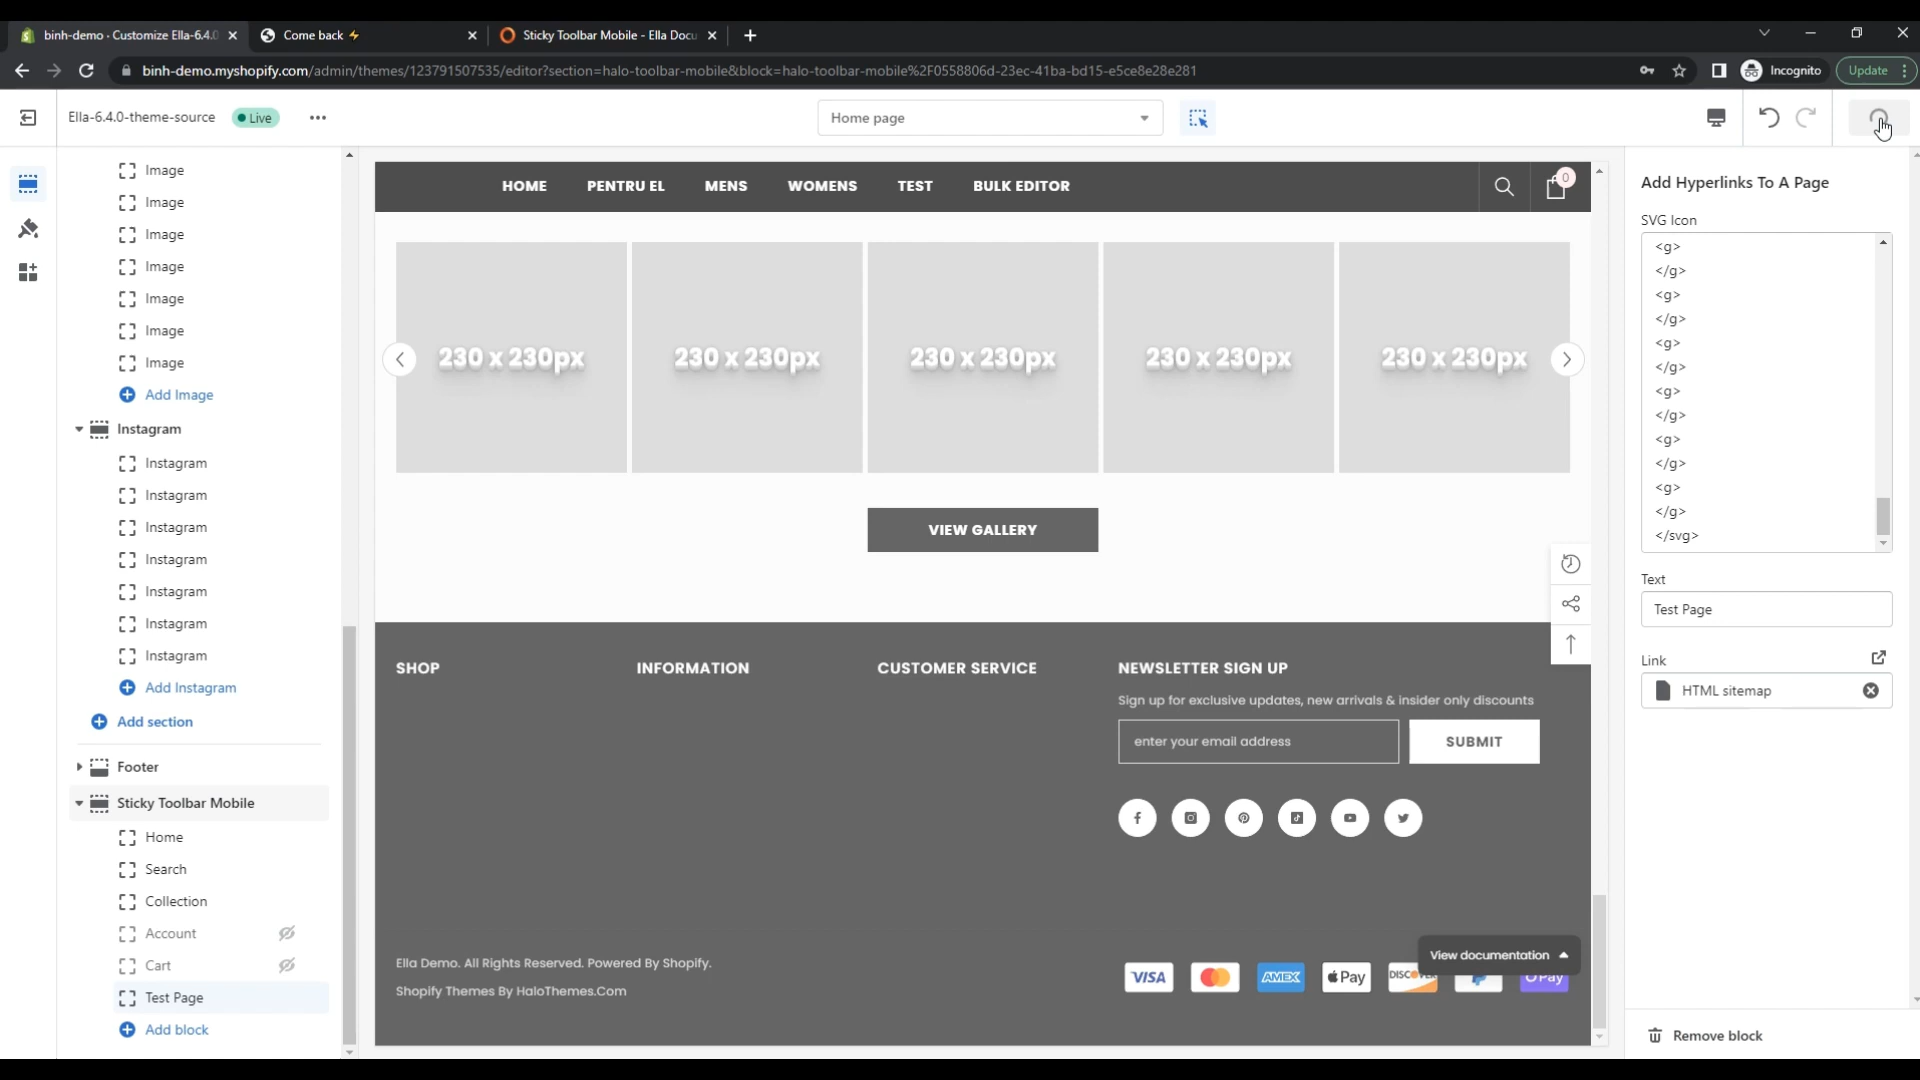 binh-demo · Customize Ella-6.4.0
Come back ⚡
Sticky Toolbar Mobile - Ella Docu
binh-demo.myshopify.com/admin/themes/123791507535/editor?section=halo-toolbar-mobile&block=halo-toolbar-mobile%2F0558806d-23ec-41ba-bd15-e5ce8e28e281
Incognito
Update
Ella-6.4.0-theme-source
Live
Home page
Image
Image
Image
Image
Image
Image
Image
Add Image
Instagram
Instagram
Instagram
Instagram
Instagram
Instagram
Instagram
Instagram
Add Instagram
Add section
Footer
Sticky Toolbar Mobile
Home
Search
Collection
Account
Cart
Test Page
Add block
HOME PENTRU EL MENS WOMENS TEST BULK EDITOR
0
230 x 230px 230 x 230px 230 x 230px 230 x 230px 230 x 230px
VIEW GALLERY
SHOP
INFORMATION
CUSTOMER SERVICE
NEWSLETTER SIGN UP
Sign up for exclusive updates, new arrivals & insider only discounts
enter your email address
SUBMIT
Ella Demo. All Rights Reserved. Powered By Shopify.
Shopify Themes By HaloThemes.Com
View documentation
VISA
AMEX
Pay
Pay
Add Hyperlinks To A Page
SVG Icon
<g>
</g>
<g>
</g>
<g>
</g>
<g>
</g>
<g>
</g>
<g>
</g>
</svg>
Text
Test Page
Link
HTML sitemap
Remove block